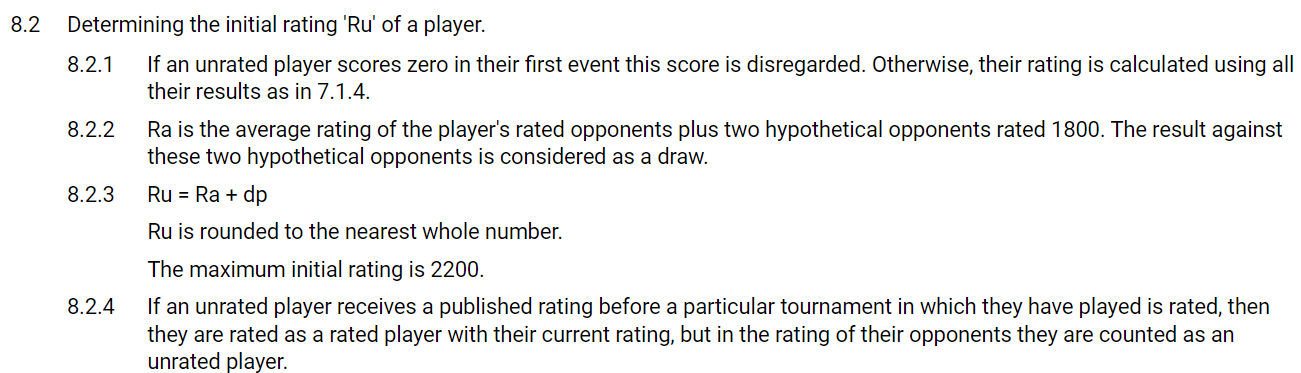 8.2 Determining the initial rating 'Ru' of a player.
8.2.1 If an unrated player scores zero in their first event this score is disregarded. Otherwise, their rating is calculated using all
their results as in 7.1.4.
8.2.2 Ra is the average rating of the player's rated opponents plus two hypothetical opponents rated 1800. The result against
these two hypothetical opponents is considered as a draw.
8.2.3 Ru = Ra + dp
Ru is rounded to the nearest whole number.
The maximum initial rating is 2200.
8.2.4 If an unrated player receives a published rating before a particular tournament in which they have played is rated, then
they are rated as a rated player with their current rating, but in the rating of their opponents they are counted as an
unrated player.